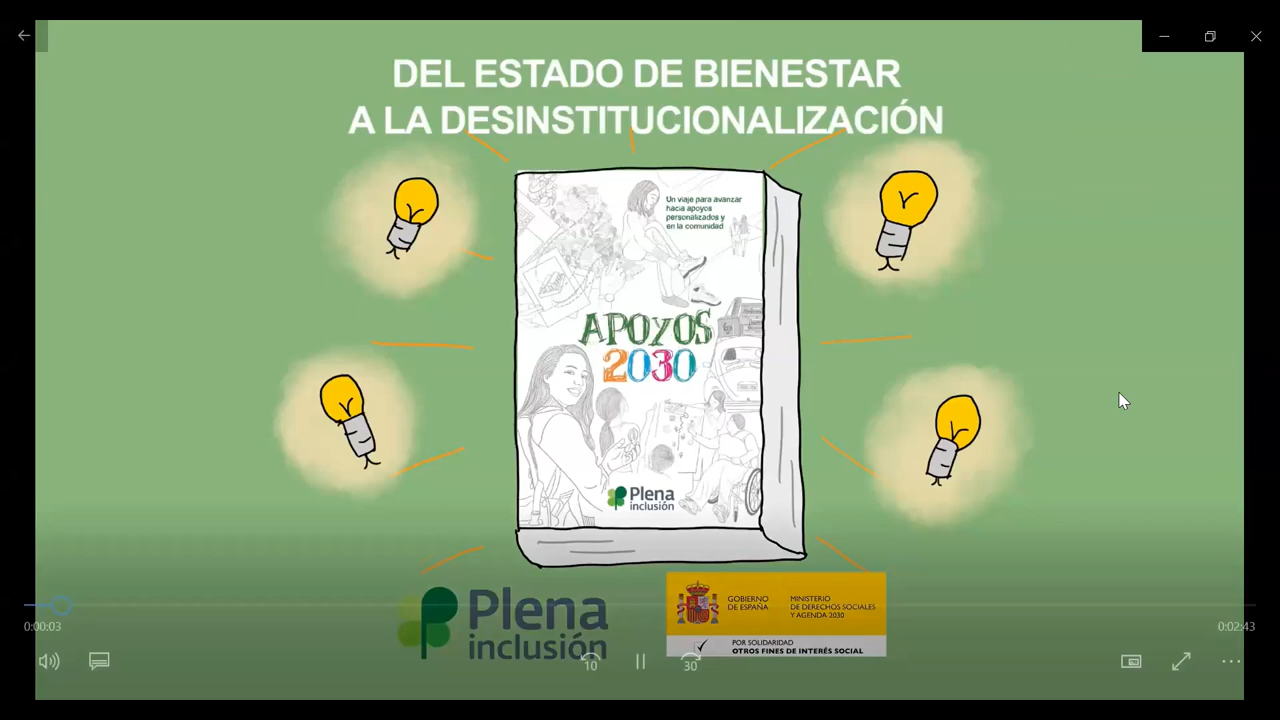 DEL ESTADO DE BIENESTAR
A LA DESINSTITUCIONALIZACIÓN
Un viaje para avanzar
hacia apoyos
personalizados y
en la comunidad
APOYOS
2030
Plena
inclusión
Plena
inclusión
GOBIERNO
DE ESPAÑA
MINISTERIO
DE DERECHOS SOCIALES
Y AGENDA 2030
POR SOLIDARIDAD
OTROS FINES DE INTERÉS SOCIAL
0:00:03
0:02:43
10
30